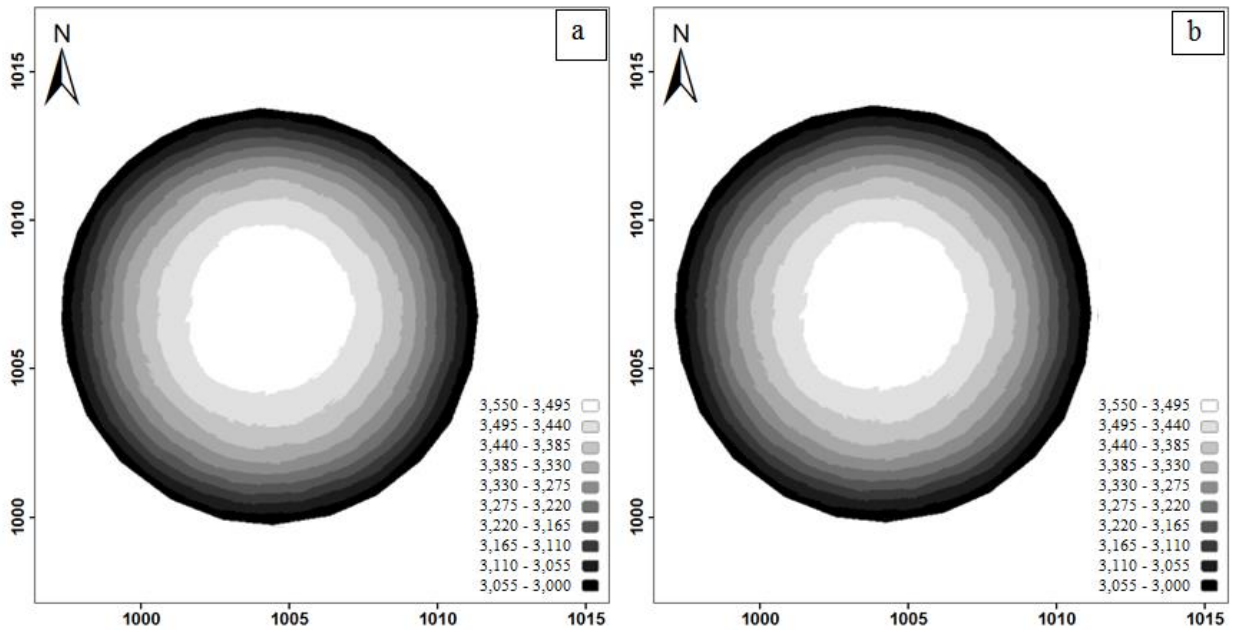 N
a
1015
1010
1005
1000
3,550 - 3,495
3,495 - 3,440
3,440 - 3,385
3,385 - 3,330
3,330 - 3,275
3,275 - 3,220
3,220 - 3,165
3,165 - 3,110
3,110 - 3,055
3,055 - 3,000
1000 1005 1010 1015
N
b
1015
1010
1005
1000
3,550 - 3,495
3,495 - 3,440
3,440 - 3,385
3,385 - 3,330
3,330 - 3,275
3,275 - 3,220
3,220 - 3,165
3,165 - 3,110
3,110 - 3,055
3,055 - 3,000
1000 1005 1010 1015